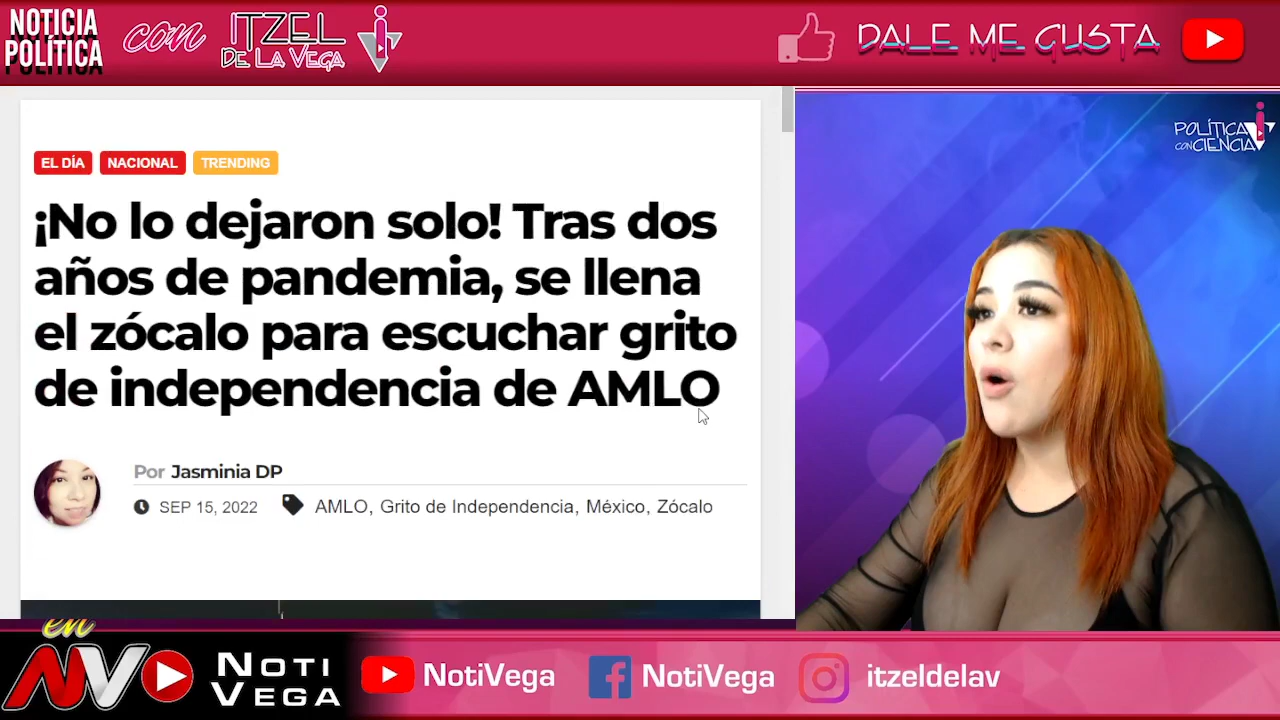 NOTICIA
POLÍTICA
con
ITZEL
DE LA VEGA
DALE ME GUSTA
POLÍTICA
CON CIENCIA
EL DÍA NACIONAL TRENDING
¡No lo dejaron solo! Tras dos
años de pandemia, se llena
el zócalo para escuchar grito
de independencia de AMLO
Por Jasminia DP
SEP 15, 2022 AMLO, Grito de Independencia, México, Zócalo
en
NV
NOTI
VEGA
NotiVega
NotiVega
itzeldelav